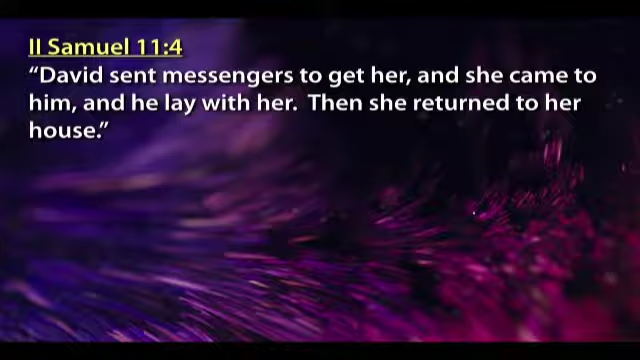 II Samuel 11:4
“David sent messengers to get her, and she came to
him, and he lay with her.  Then she returned to her
house.”